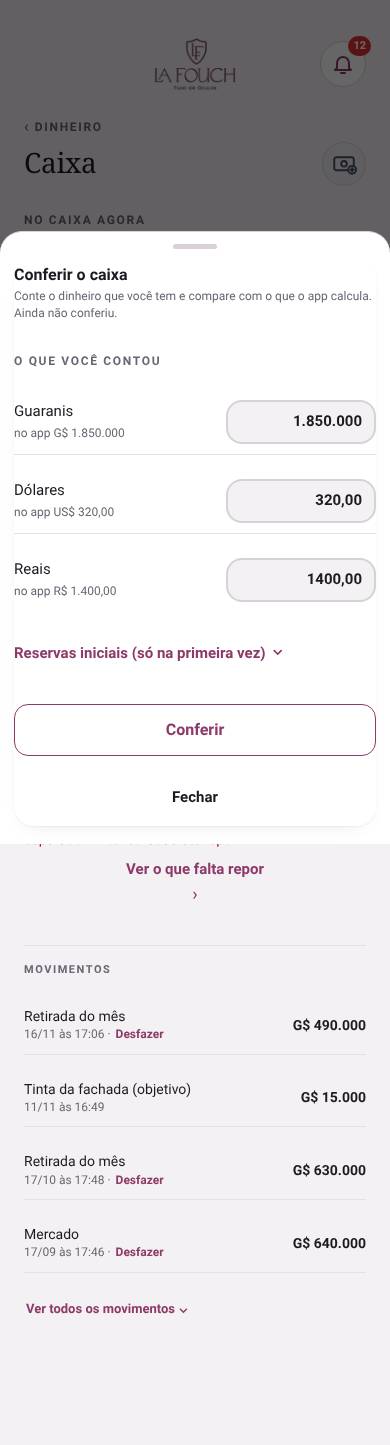 12
LA FOUCH
‹ DINHEIRO
Caixa
NO CAIXA AGORA
Conferir o caixa
Conte o dinheiro que você tem e compare com o que o app calcula.
Ainda não conferiu.
O QUE VOCÊ CONTOU
Guaranis
1.850.000
no app G$ 1.850.000
Dólares
320,00
no app US$ 320,00
Reais
1400,00
no app R$ 1.400,00
Reservas iniciais (só na primeira vez)
Conferir
Fechar
Ver o que falta repor
›
MOVIMENTOS
Retirada do mês
G$ 490.000
16/11 às 17:06 · Desfazer
Tinta da fachada (objetivo)
G$ 15.000
11/11 às 16:49
Retirada do mês
G$ 630.000
17/10 às 17:48 · Desfazer
Mercado
G$ 640.000
17/09 às 17:46 · Desfazer
Ver todos os movimentos